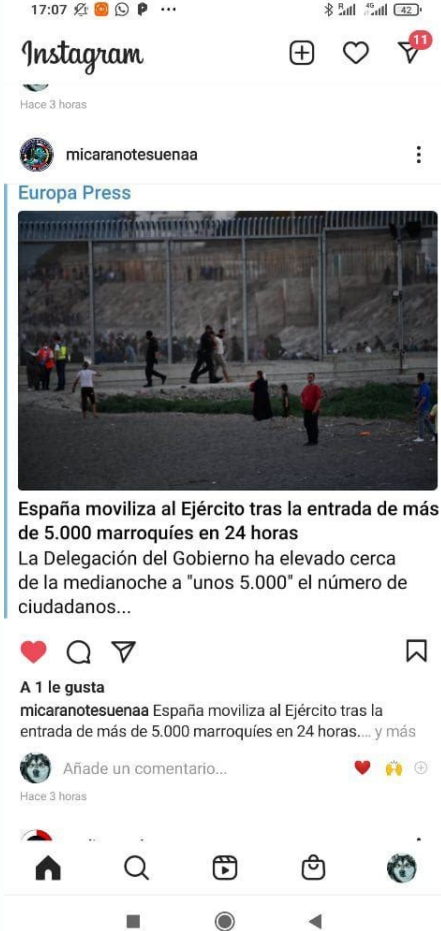 17:07
42
Instagram
11
Hace 3 horas
micaranotesuenaa
Europa Press
España moviliza al Ejército tras la entrada de más
de 5.000 marroquíes en 24 horas
La Delegación del Gobierno ha elevado cerca
de la medianoche a "unos 5.000" el número de
ciudadanos...
A 1 le gusta
micaranotesuenaa España moviliza al Ejército tras la
entrada de más de 5.000 marroquíes en 24 horas.... y más
Añade un comentario...
Hace 3 horas